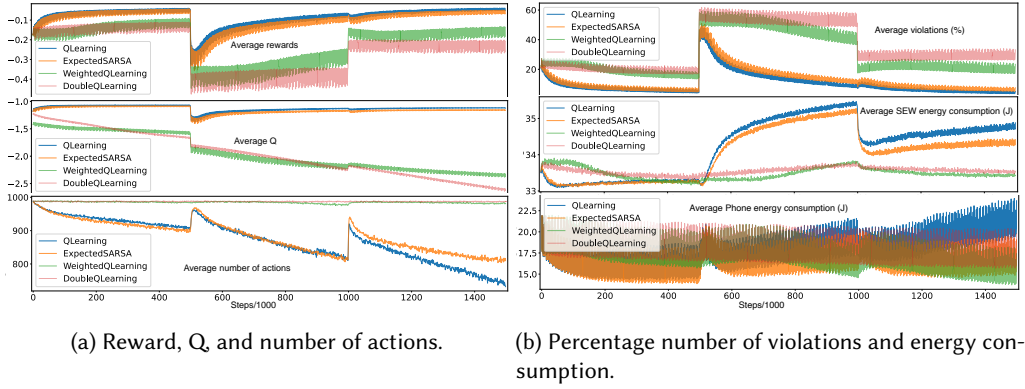 -0.1
-0.2
-0.3
-0.4
QLearning
ExpectedSARSA
WeightedQLearning
DoubleQLearning
Average rewards
-1.0
-1.5
-2.0
-2.5
Average Q
QLearning
ExpectedSARSA
WeightedQLearning
DoubleQLearning
1000
900
800
QLearning
ExpectedSARSA
WeightedQLearning
DoubleQLearning
Average number of actions
0 200 400 600 800 1000 1200 1400
Steps/1000
(a) Reward, Q, and number of actions.
60
40
20
QLearning
ExpectedSARSA
WeightedQLearning
DoubleQLearning
Average violations (%)
35
34
33
QLearning
ExpectedSARSA
WeightedQLearning
DoubleQLearning
Average SEW energy consumption (J)
22.5
20.0
17.5
15.0
QLearning
ExpectedSARSA
WeightedQLearning
DoubleQLearning
Average Phone energy consumption (J)
0 200 400 600 800 1000 1200 1400
Steps/1000
(b) Percentage number of violations and energy con-
sumption.